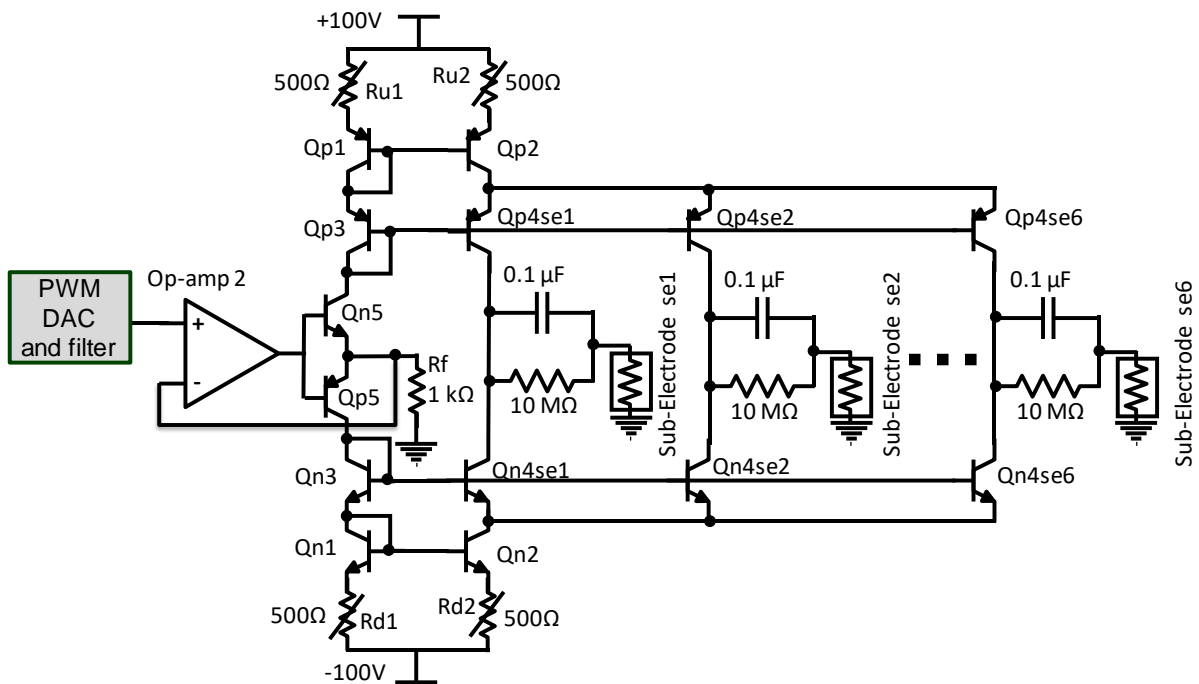 +100V
500Ω
Ru1
Ru2
500Ω
Qp1
Qp2
Qp3
Qp4se1
Qp4se2
Qp4se6
PWM
DAC
and filter
Op-amp 2
+
-
Qn5
Qp5
Rf
1 kΩ
0.1 µF
10 MΩ
Sub-Electrode se1
0.1 µF
10 MΩ
Sub-Electrode se2
0.1 µF
10 MΩ
Sub-Electrode se6
Qn3
Qn4se1
Qn4se2
Qn4se6
Qn1
Qn2
500Ω
Rd1
Rd2
500Ω
-100V